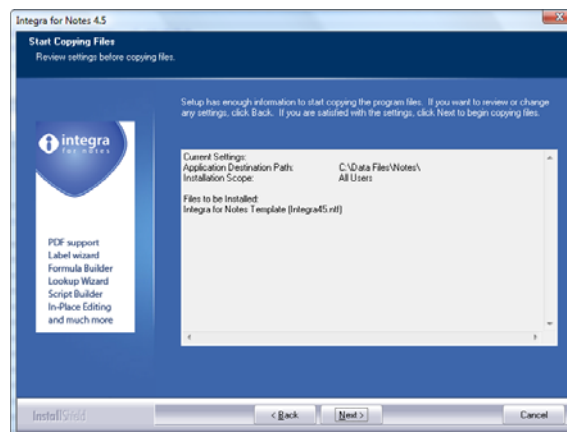 Integra for Notes 4.5
Start Copying Files
Review settings before copying files.
Setup has enough information to start copying the program files. If you want to review or change
any settings, click Back. If you are satisfied with the settings, click Next to begin copying files.
integra
for notes
Current Settings:
Application Destination Path: C:\Data Files\Notes\
Installation Scope: All Users
Files to be Installed:
Integra for Notes Template (Integra45.ntf)
PDF support
Label wizard
Formula Builder
Lookup Wizard
Script Builder
In-Place Editing
and much more
InstallShield
< Back
Next >
Cancel